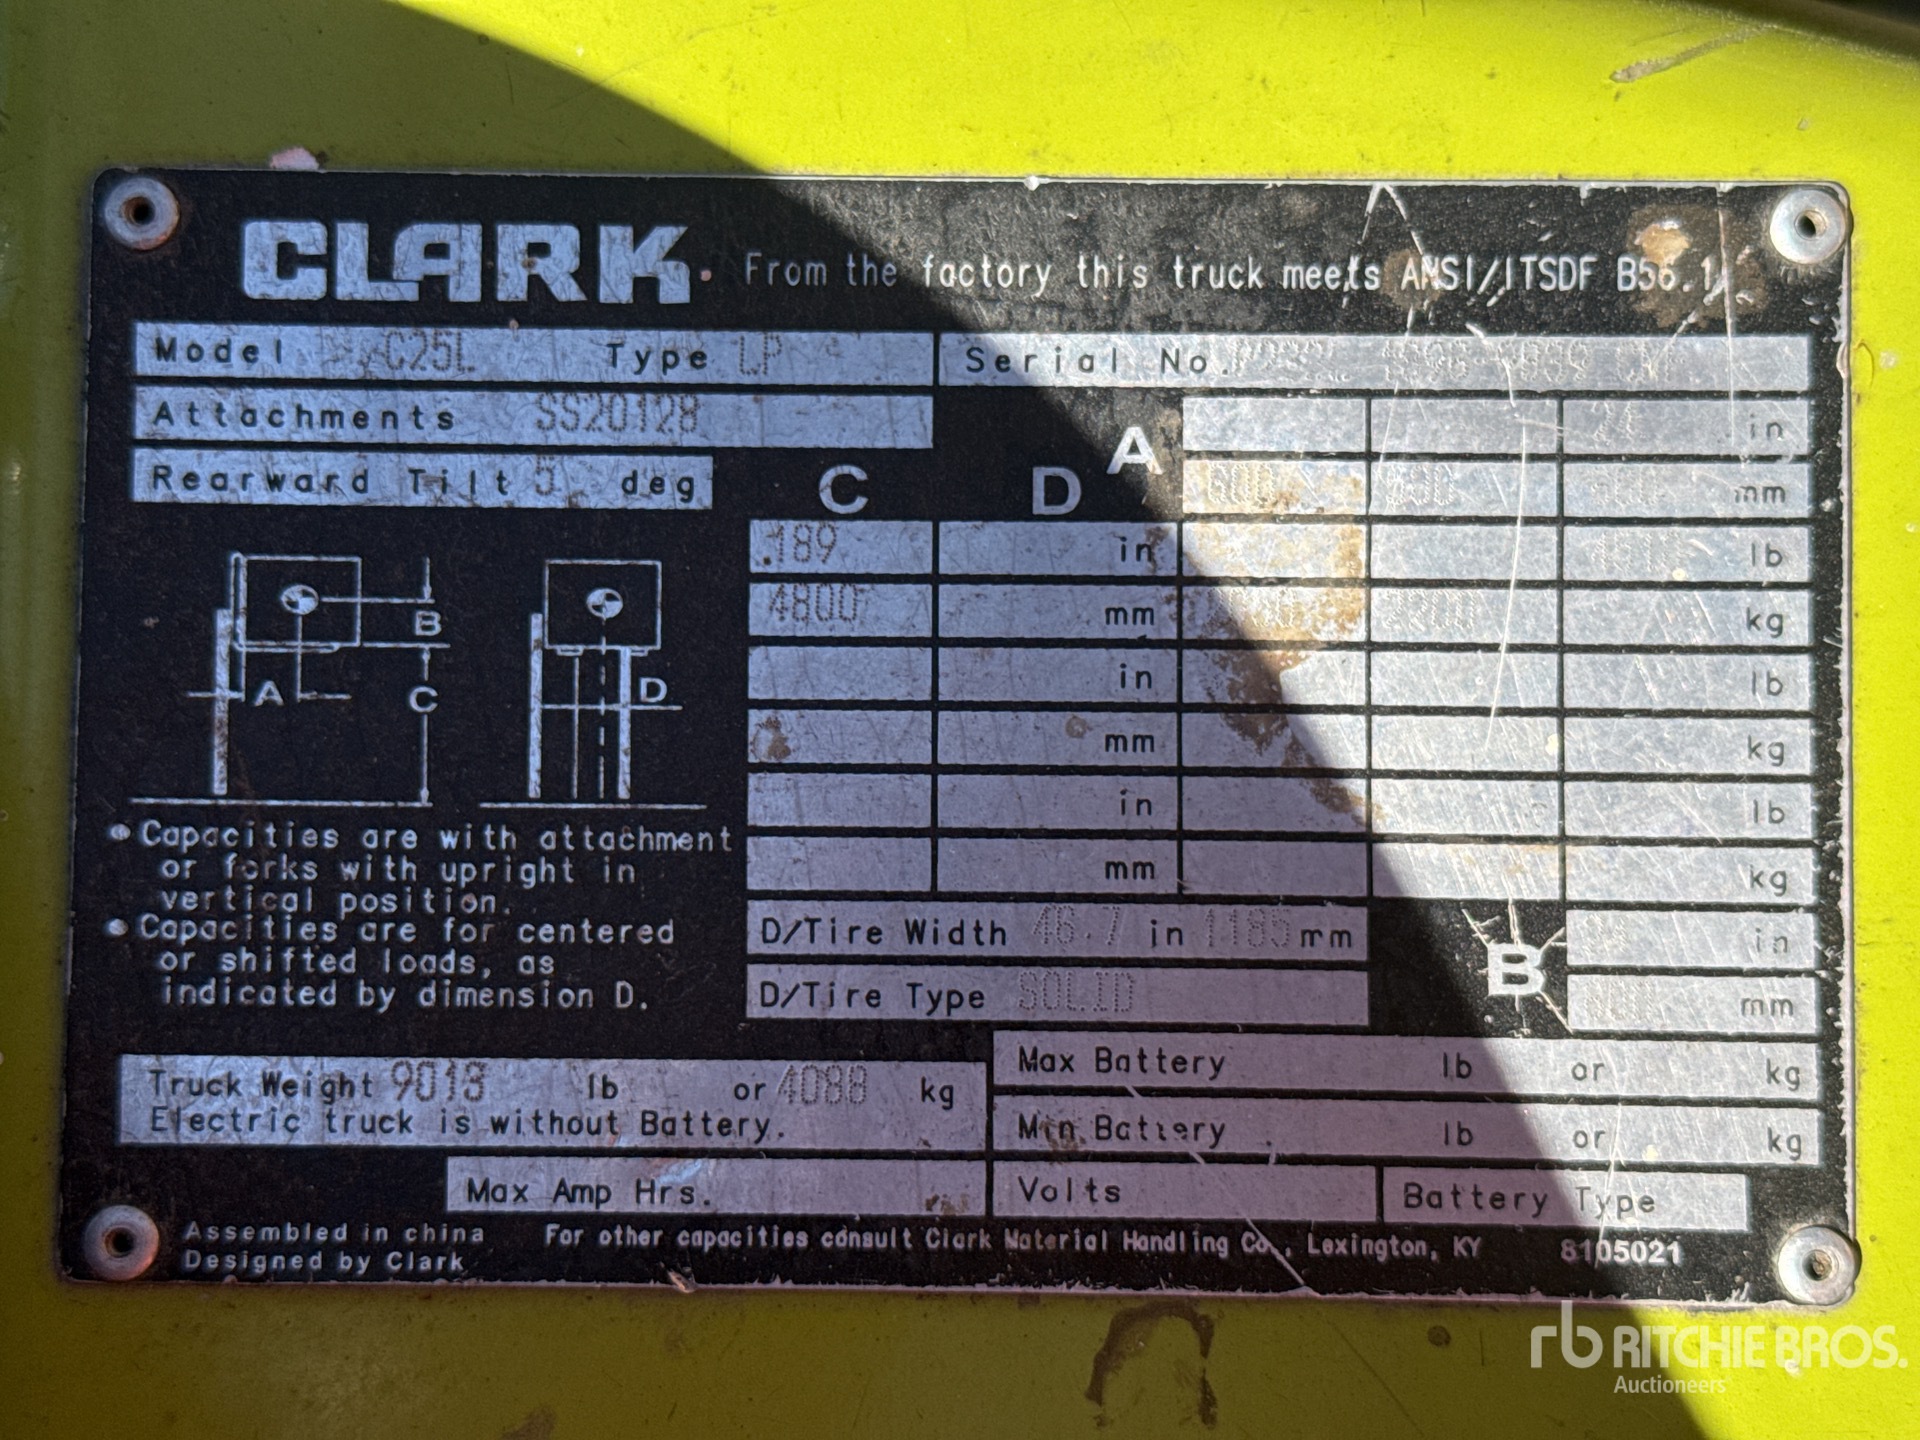 CLARK. From the factory this truck meets ANSI/ITSDF B56.1
Model C25L Type LP Serial No.
Attachments SS20128
Rearward Tilt 5 deg
C D A in
600 mm
189 in lb
4800 mm 2200 kg
in lb
mm kg
in lb
mm kg
B
A C
D
Capacities are with attachment
or forks with upright in
vertical position.
Capacities are for centered
or shifted loads, as
indicated by dimension D.
D/Tire Width 46.7 in 1185 mm
D/Tire Type SOLID
B in
mm
Truck Weight 9013 lb or 4088 kg
Electric truck is without Battery.
Max Battery lb or kg
Min Battery lb or kg
Max Amp Hrs. Volts Battery Type
Assembled in china
Designed by Clark
For other capacities consult Clark Material Handling Co., Lexington, KY 8105021
rb RITCHIE BROS.
Auctioneers